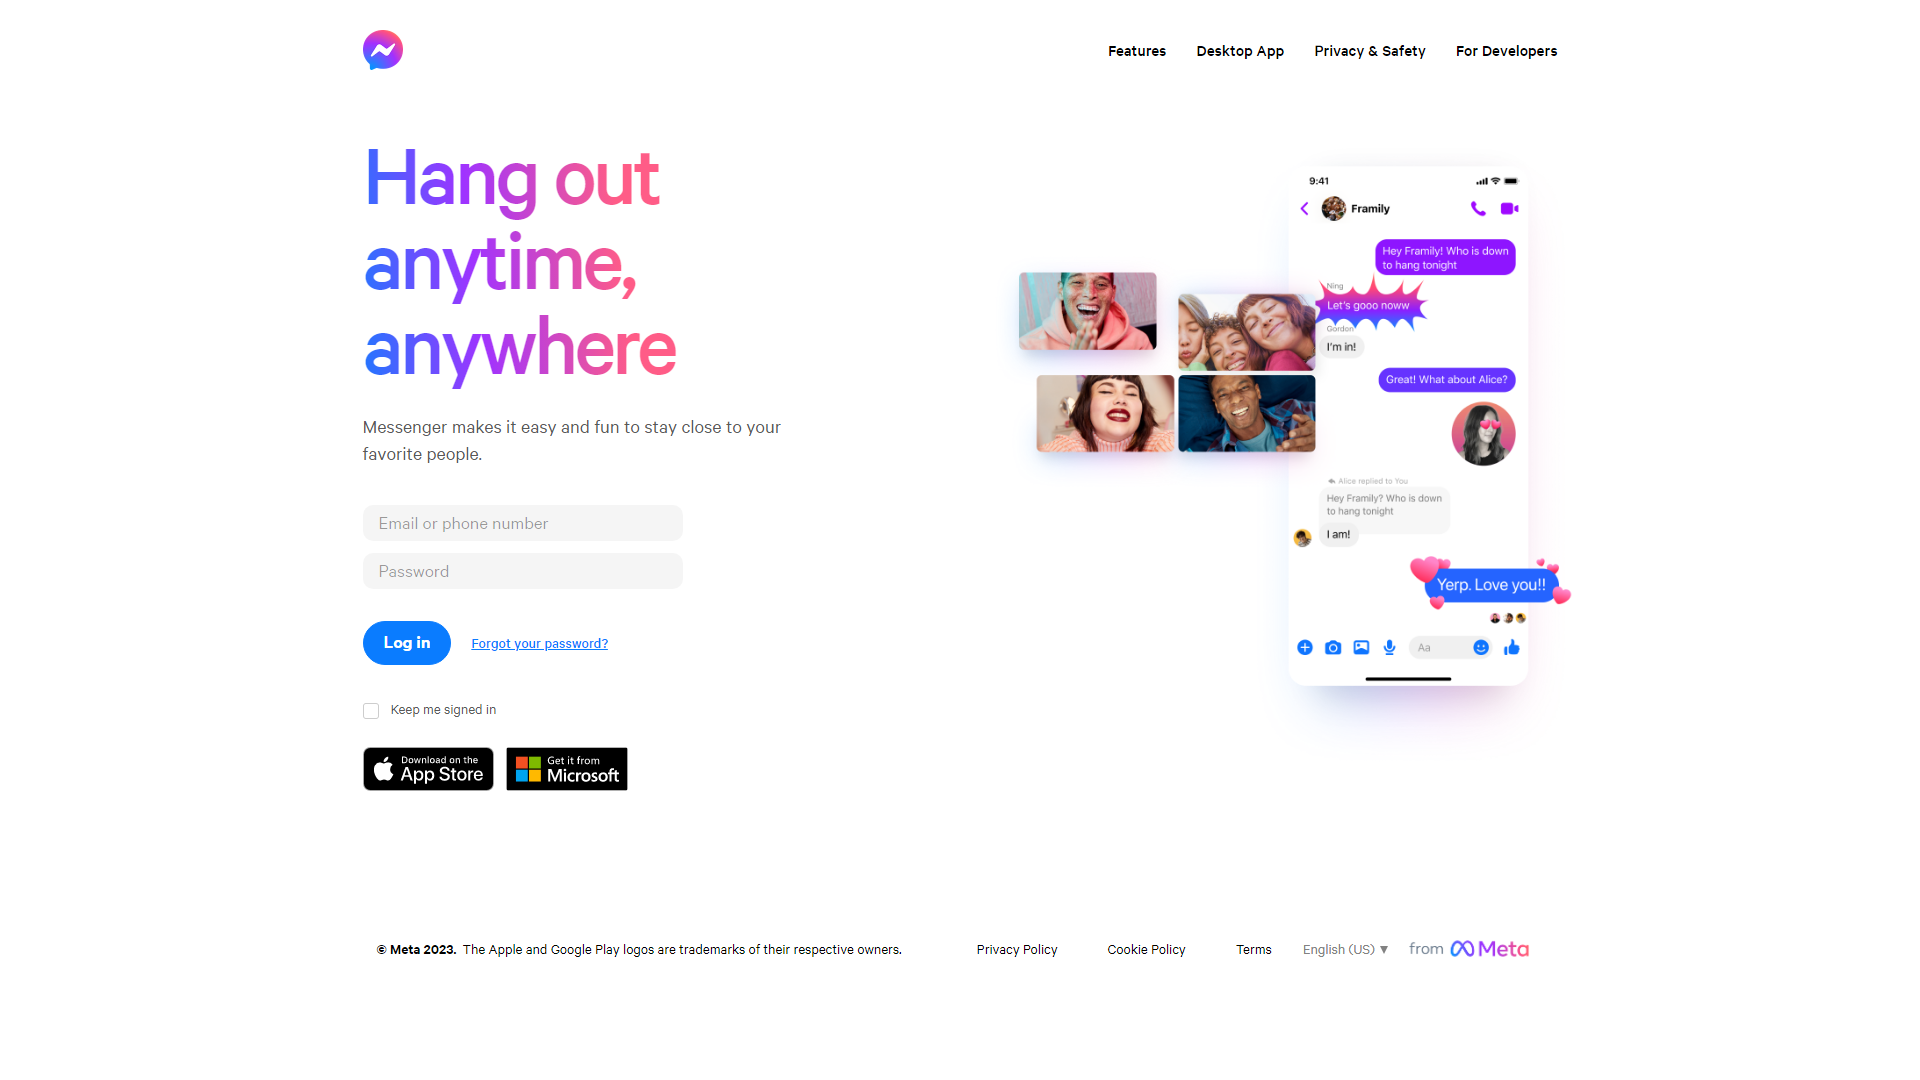 Features Desktop App Privacy & Safety For Developers
Hang out
anytime,
anywhere
Messenger makes it easy and fun to stay close to your
favorite people.
Email or phone number
Password
Log in Forgot your password?
Keep me signed in
Download on the
App Store
Get it from
Microsoft
9:41
Framily
Hey Framily! Who is down
to hang tonight
Ning
Let's gooo noww
Gordon
I'm in!
Great! What about Alice?
Alice replied to You
Hey Framily? Who is down
to hang tonight
I am!
Yerp. Love you!!
Aa
© Meta 2023. The Apple and Google Play logos are trademarks of their respective owners.
Privacy Policy Cookie Policy Terms English (US) ▼ from Meta